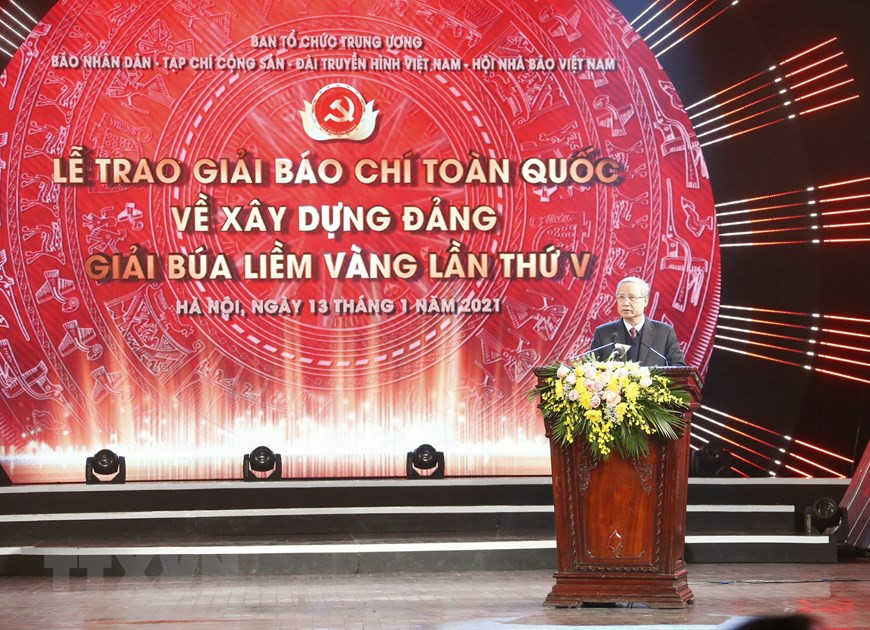 BAN TỔ CHỨC TRUNG ƯƠNG
BÁO NHÂN DÂN - TẠP CHÍ CỘNG SẢN - ĐÀI TRUYỀN HÌNH VIỆT NAM - HỘI NHÀ BÁO VIỆT NAM
LỄ TRAO GIẢI BÁO CHÍ TOÀN QUỐC
VỀ XÂY DỰNG ĐẢNG
GIẢI BÚA LIỀM VÀNG LẦN THỨ V
HÀ NỘI, NGÀY 13 THÁNG 1 NĂM 2021
TTXVN